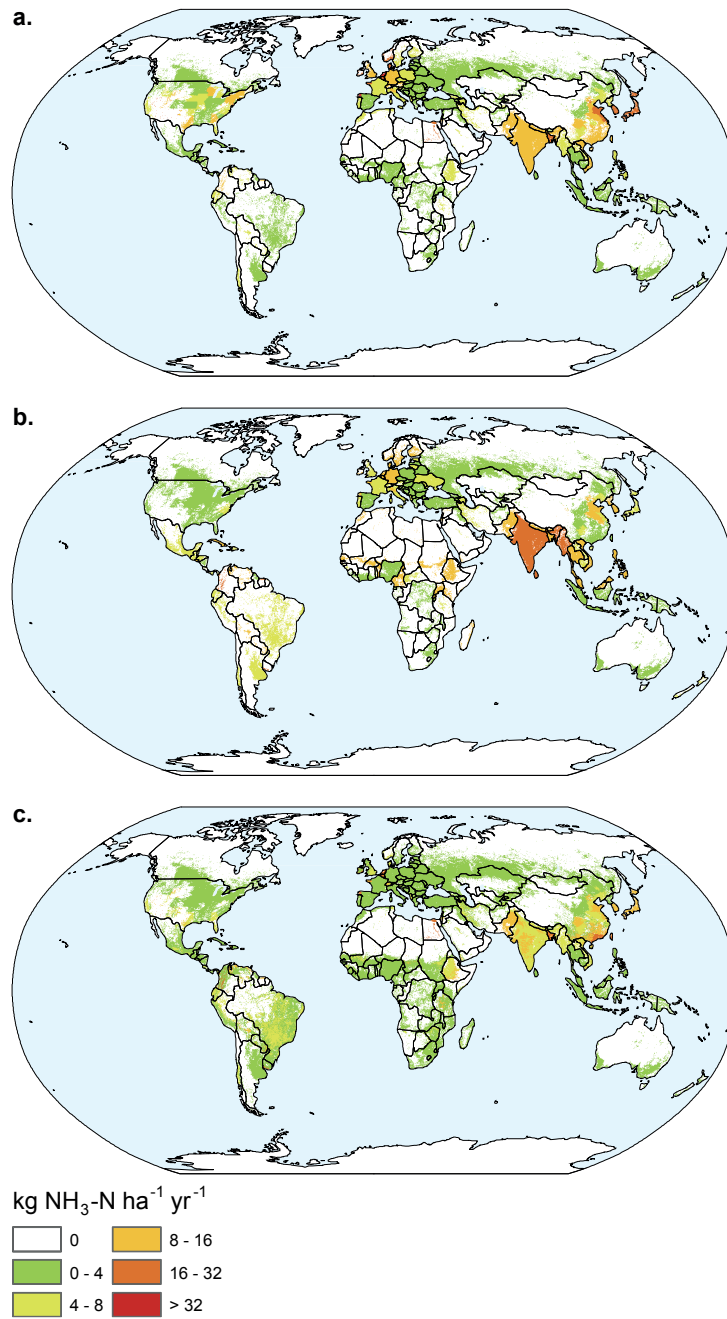 a.
b.
c.
kg NH₃-N ha⁻¹ yr⁻¹
0
8 - 16
0 - 4
16 - 32
4 - 8
> 32